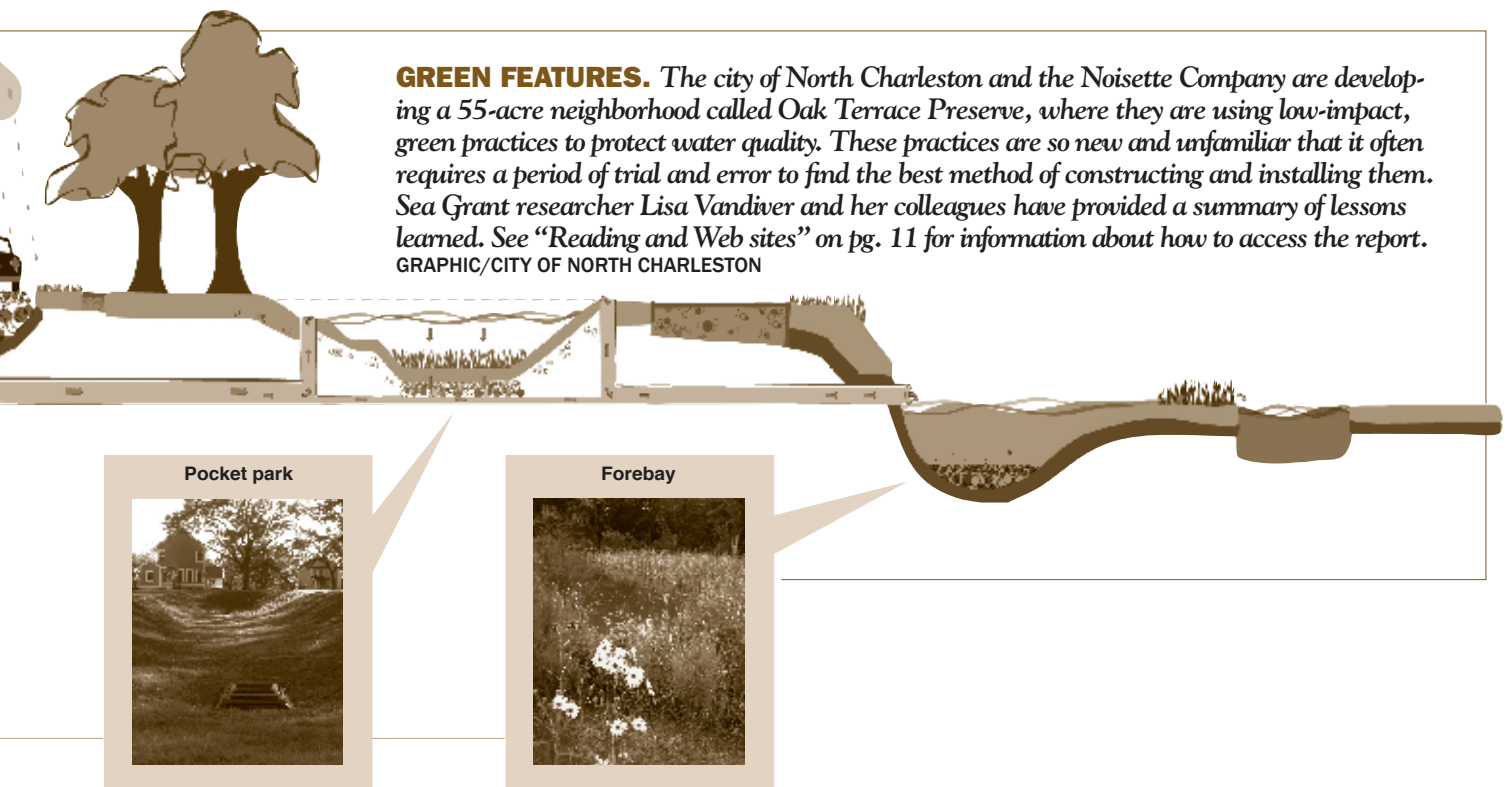 GREEN FEATURES. The city of North Charleston and the Noisette Company are develop-
ing a 55-acre neighborhood called Oak Terrace Preserve, where they are using low-impact,
green practices to protect water quality. These practices are so new and unfamiliar that it often
requires a period of trial and error to find the best method of constructing and installing them.
Sea Grant researcher Lisa Vandiver and her colleagues have provided a summary of lessons
learned. See “Reading and Web sites” on pg. 11 for information about how to access the report.
GRAPHIC/CITY OF NORTH CHARLESTON
Pocket park
Forebay